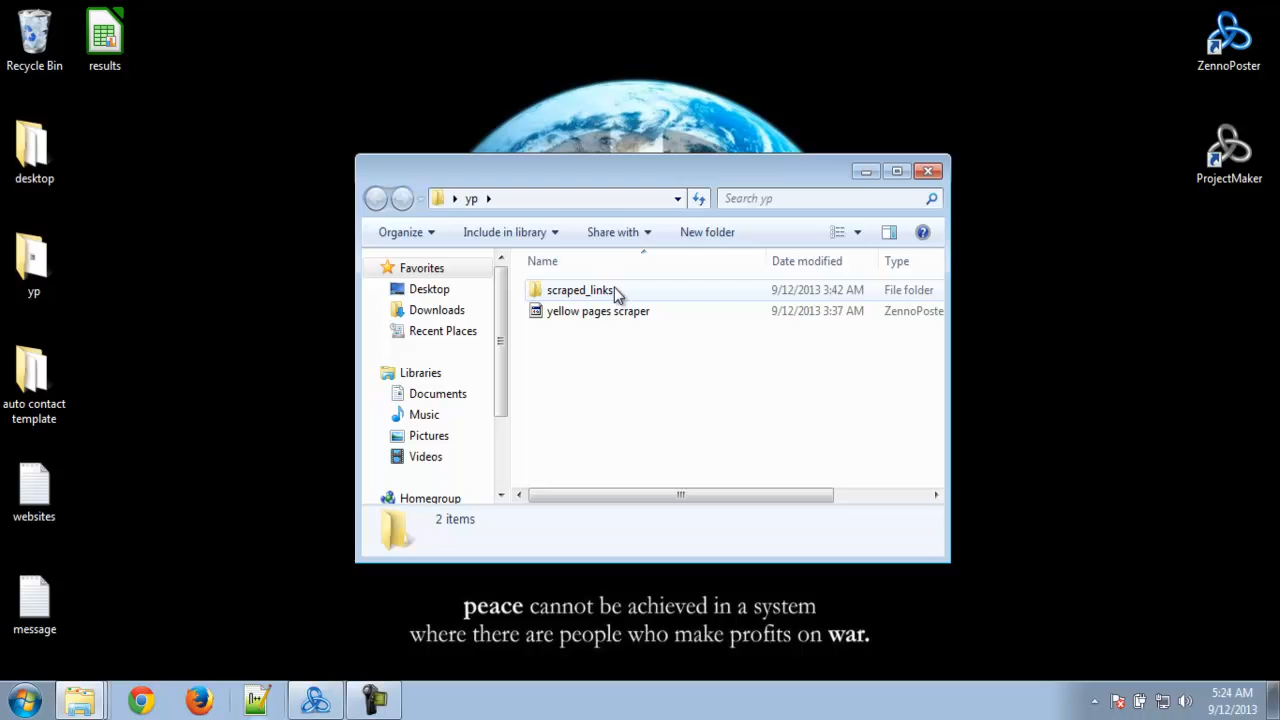 Recycle Bin
results
desktop
yp
auto contact
template
websites
message
ZennoPoster
ProjectMaker
yp
Search yp
Organize
Include in library
Share with
New folder
Favorites
Desktop
Downloads
Recent Places
Libraries
Documents
Music
Pictures
Videos
Homegroup
Name
Date modified
Type
scraped_links
9/12/2013 3:42 AM
File folder
yellow pages scraper
9/12/2013 3:37 AM
ZennoPoste
2 items
peace cannot be achieved in a system
where there are people who make profits on war.
5:24 AM
9/12/2013